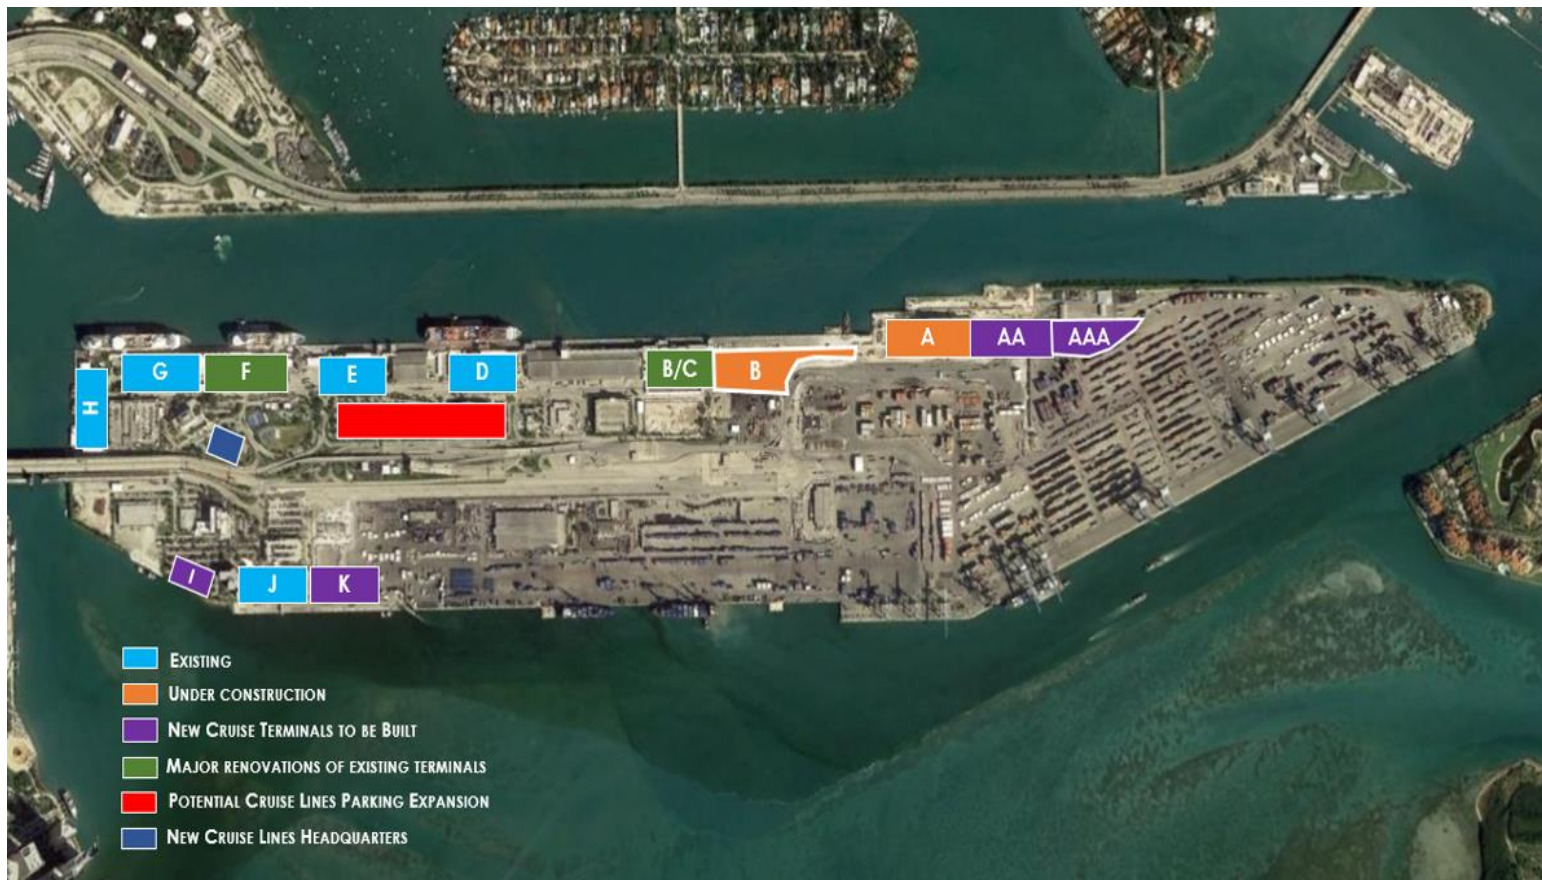 A
AA
AAA
G
F
E
D
B/C
B
H
I
J
K
EXISTING
UNDER CONSTRUCTION
NEW CRUISE TERMINALS TO BE BUILT
MAJOR RENOVATIONS OF EXISTING TERMINALS
POTENTIAL CRUISE LINES PARKING EXPANSION
NEW CRUISE LINES HEADQUARTERS